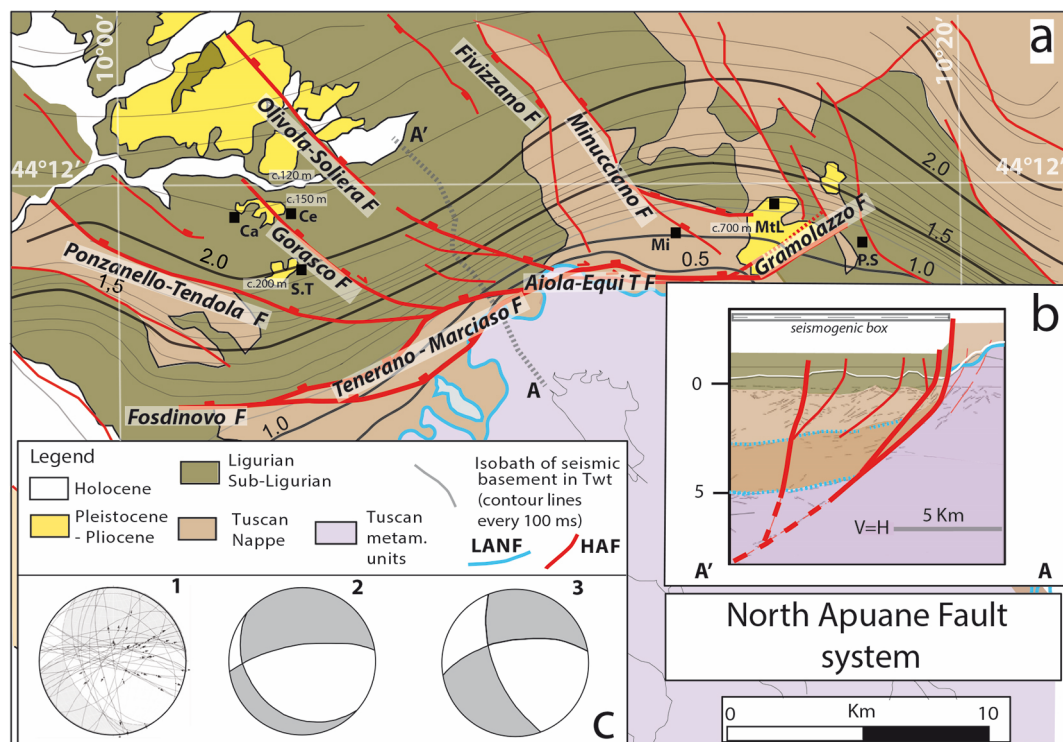 a
10°00'
10°20'
44°12'
44°12'
Olivola-Soliera F
A'
Fivizzano F
Minucciano F
2.0
c.120 m
c.150 m
Ce
Ca
Gorasco F
2.0
c.200 m
S.T
Ponzanello-Tendola F
1,5
c.700 m
MtL
Mi
0.5
Gramolazzo F
P.S
1.5
1.0
Aiola-Equi T F
Tenerano - Marciaso F
A
Fosdinovo F
1.0
b
seismogenic box
0
5
V=H
5 Km
A'
A
Legend
Holocene
Pleistocene
- Pliocene
Ligurian
Sub-Ligurian
Tuscan
Nappe
Tuscan
metam.
units
Isobath of seismic
basement in Twt
(contour lines
every 100 ms)
LANF
HAF
1
2
3
C
North Apuane Fault
system
Km
0
10